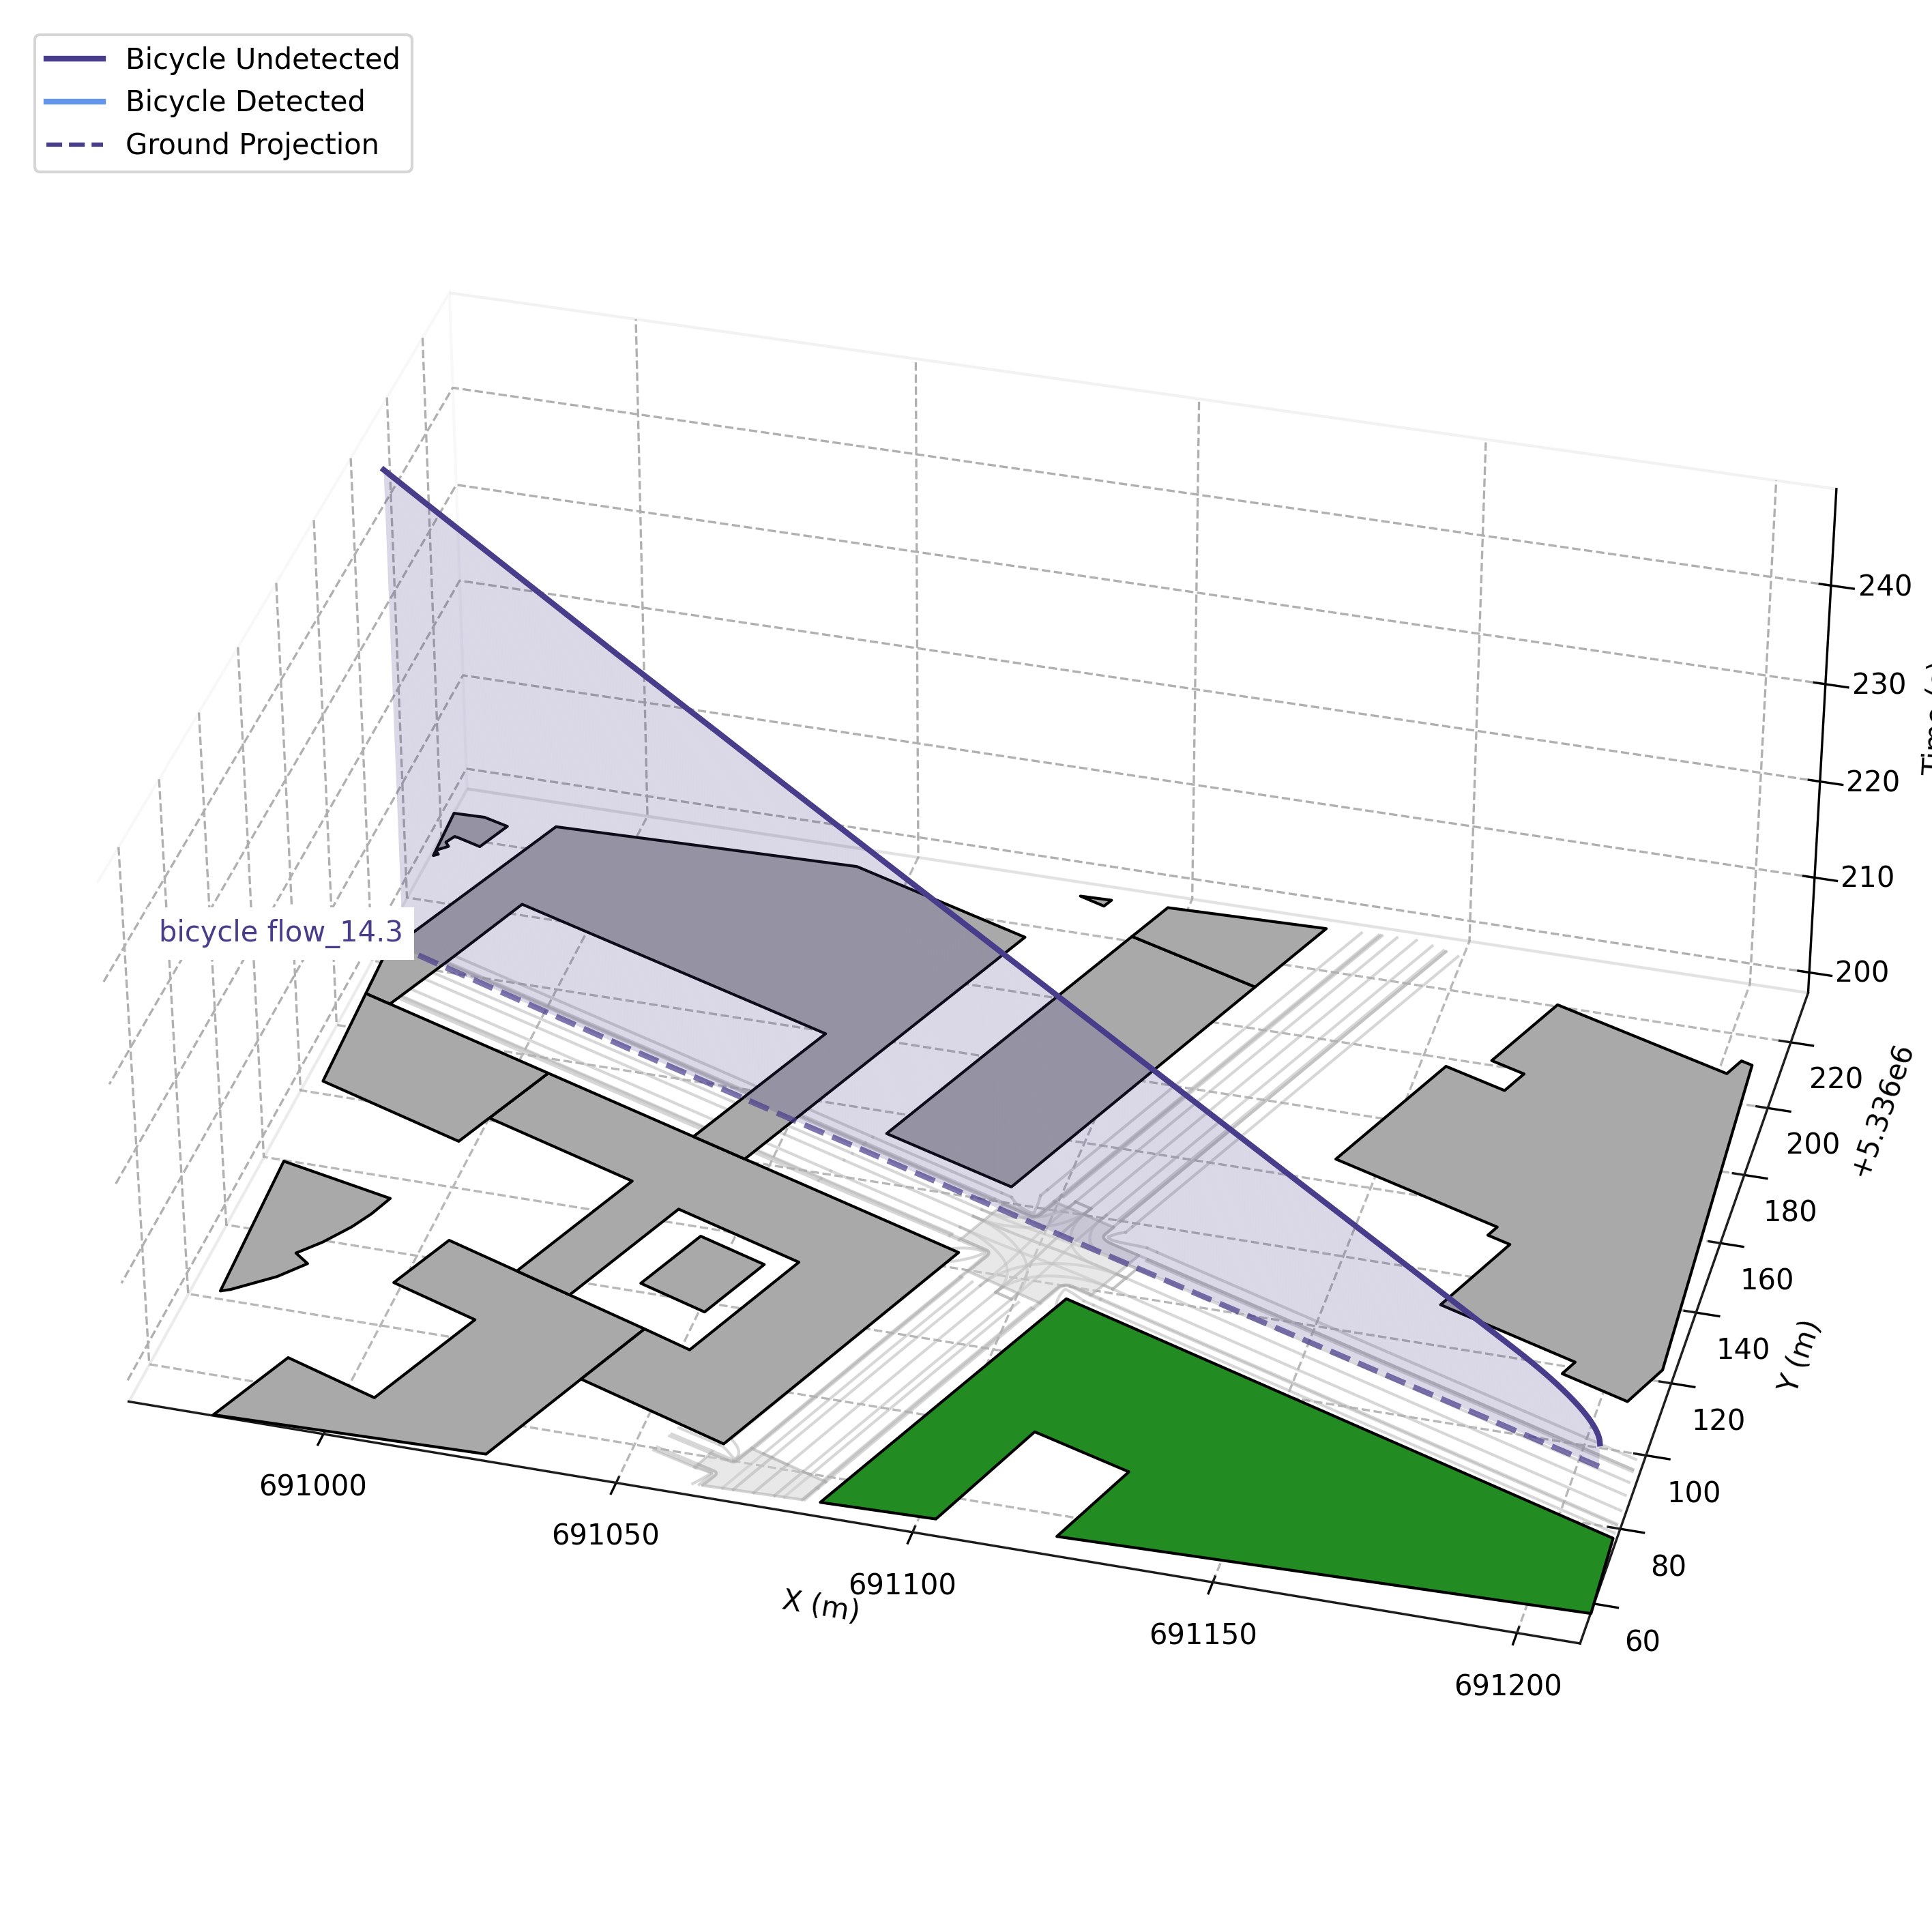 Bicycle Undetected
Bicycle Detected
Ground Projection
240
230
220
210
200
bicycle flow_14.3
+5.336e6
220
200
180
160
140
120
100
80
60
Y (m)
X (m)
691000
691050
691100
691150
691200